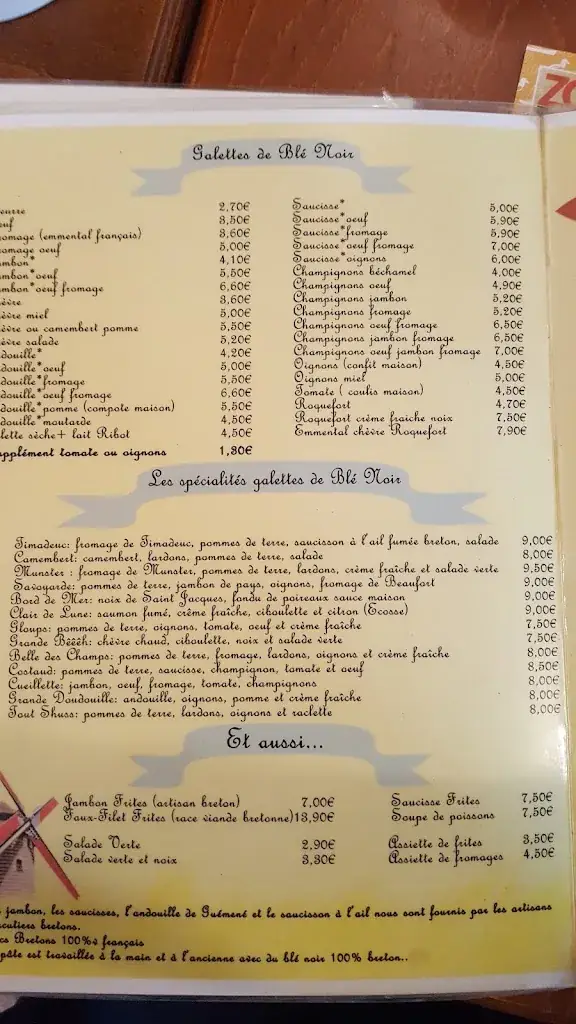 ZO
Galettes de Blé Noir
2,70€
3,50€
(emmental français) 3,60€
oeuf 5,00€
4,10€
oeuf 5,50€
oeuf fromage 6,60€
3,60€
miel 5,00€
ou camembert pomme 5,50€
salade 5,20€
4,20€
oeuf 5,00€
fromage 5,50€
oeuf fromage 6,60€
pomme (compote maison) 5,50€
moutarde 4,50€
sèche+ lait Ribot 4,50€
tomate ou oignons 1,30€
Saucisse* 5,00€
Saucisse*oeuf 5,90€
Saucisse*fromage 5,90€
Saucisse*oeuf fromage 7,00€
Saucisse*oignons 6,00€
Champignons béchamel 4,00€
Champignons oeuf 4,90€
Champignons jambon 5,20€
Champignons fromage 5,20€
Champignons oeuf fromage 6,50€
Champignons jambon fromage 6,50€
Champignons oeuf jambon fromage 7,00€
Oignons (confit maison) 4,50€
Oignons miel 5,00€
Tomate ( coulis maison) 4,50€
Roquefort 4,70€
Roquefort crème fraiche noix 7,50€
Emmental chèvre Roquefort 7,90€
Les spécialités galettes de Blé Noir
Timadeuc: fromage de Timadeuc, pommes de terre, saucisson à l'ail fumée breton, salade 9,00€
Camembert: camembert, lardons, pommes de terre, salade 8,00€
Munster : fromage de Munster, pommes de terre, lardons, crème fraîche et salade verte 9,50€
Savoyarde: pommes de terre, jambon de pays, oignons, fromage de Beaufort 9,00€
Bord de Mer: noix de Saint Jacques, fondu de poireaux sauce maison 9,00€
Clair de Lune: saumon fumé, crème fraîche, ciboulette et citron (Ecosse) 9,00€
Gloups: pommes de terre, oignons, tomate, oeuf et crème fraîche 7,50€
Grande Bêêêh: chèvre chaud, ciboulette, noix et salade verte 7,50€
Belle des Champs: pommes de terre, fromage, lardons, oignons et crème fraîche 8,00€
Costaud: pommes de terre, saucisse, champignon, tomate et oeuf 8,50€
Cueillette: jambon, oeuf, fromage, tomate, champignons 8,00€
Grande Doudouille: andouille, oignons, pomme et crème fraîche 8,00€
Tout Shuss: pommes de terre, lardons, oignons et raclette 8,00€
Et aussi...
Jambon Frites (artisan breton) 7,00€
Faux-Filet Frites (race viande bretonne)13,90€
Salade Verte 2,90€
Salade verte et noix 3,30€
Saucisse Frites 7,50€
Soupe de poissons 7,50€
Assiette de frites 3,50€
Assiette de fromages 4,50€
jambon, les saucisses, l'andouille de Guémené et le saucisson à l'ail nous sont fournis par les artisans
bretons.
Bretons 100% français
pâte est travaillée à la main et à l'ancienne avec du blé noir 100% breton..